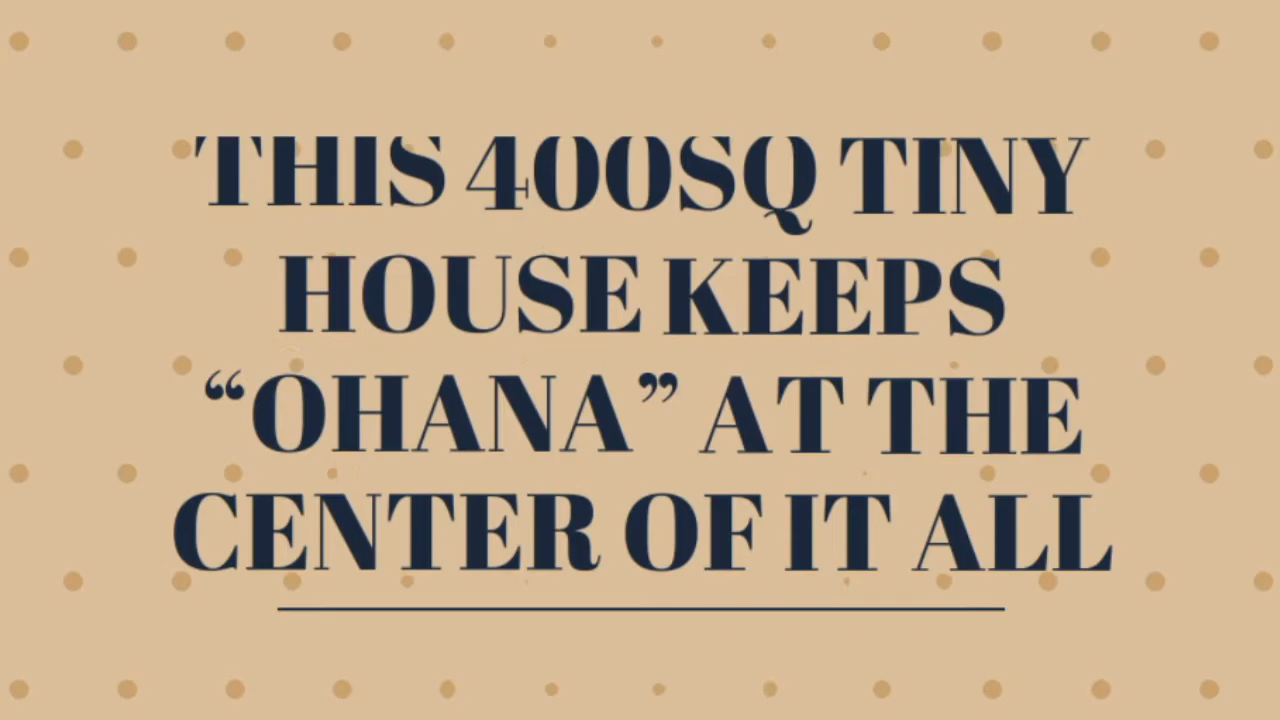 THIS 400SQ TINY
HOUSE KEEPS
“OHANA” AT THE
CENTER OF IT ALL